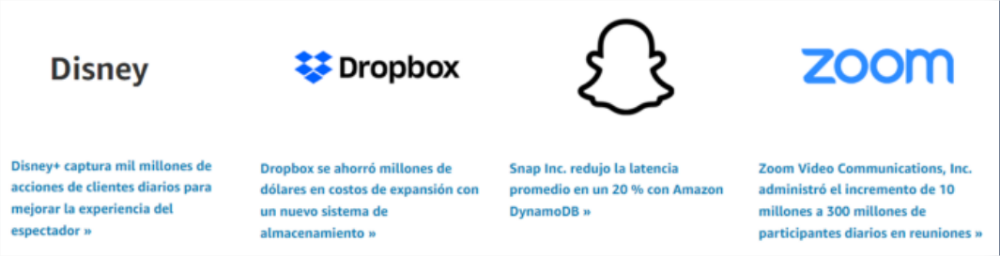 Disney
Dropbox
zoom
Disney+ captura mil millones de
acciones de clientes diarios para
mejorar la experiencia del
espectador »
Dropbox se ahorró millones de
dólares en costos de expansión con
un nuevo sistema de
almacenamiento »
Snap Inc. redujo la latencia
promedio en un 20 % con Amazon
DynamoDB »
Zoom Video Communications, Inc.
administró el incremento de 10
millones a 300 millones de
participantes diarios en reuniones »